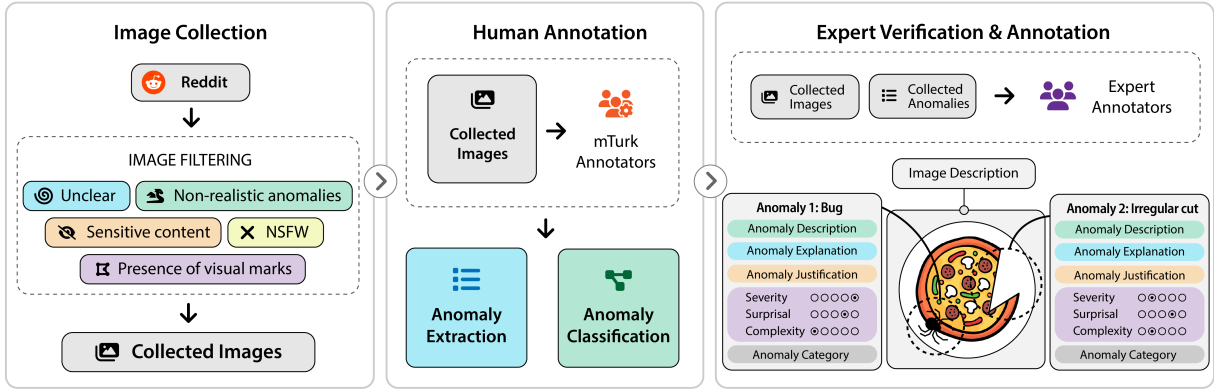 Image Collection
Reddit
IMAGE FILTERING
Unclear
Non-realistic anomalies
Sensitive content
NSFW
Presence of visual marks
Collected Images
Human Annotation
Collected
Images
mTurk
Annotators
Anomaly
Extraction
Anomaly
Classification
Expert Verification & Annotation
Collected
Images
Collected
Anomalies
Expert
Annotators
Image Description
Anomaly 1: Bug
Anomaly Description
Anomaly Explanation
Anomaly Justification
Severity
Surprisal
Complexity
Anomaly Category
Anomaly 2: Irregular cut
Anomaly Description
Anomaly Explanation
Anomaly Justification
Severity
Surprisal
Complexity
Anomaly Category